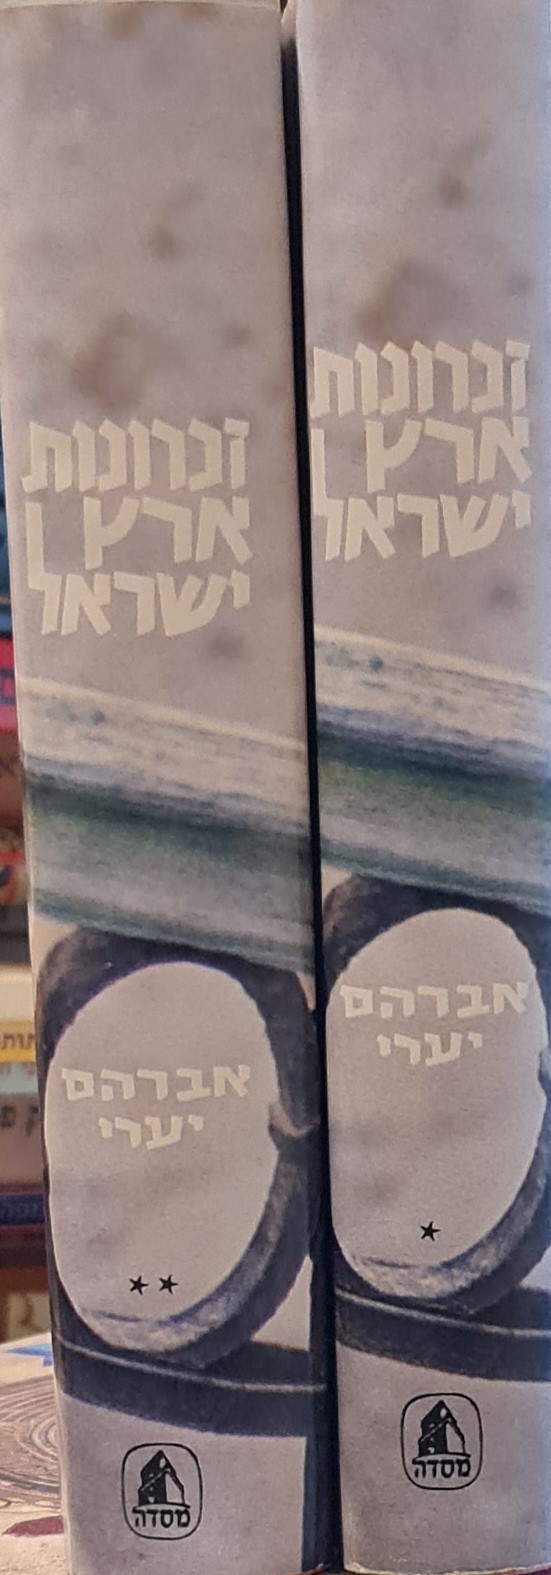 זכרונות
ארץ
ישראל
אברהם
יערי
★
מסדה
זכרונות
ארץ
ישראל
אברהם
יערי
★★
מסדה